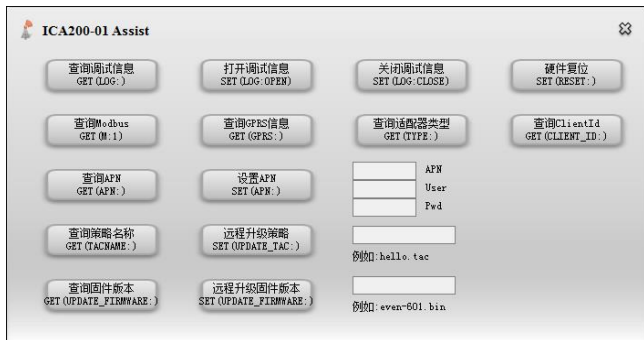 ICA200-01 Assist
查询调试信息
GET(LOG:)
打开调试信息
SET(LOG:OPEN)
关闭调试信息
SET(LOG:CLOSE)
硬件复位
SET(RESET:)
查询Modbus
GET(M:1)
查询GPRS信息
GET(GPRS:)
查询适配器类型
GET(TYPE:)
查询ClientId
GET(CLIENT_ID:)
查询APN
GET(APN:)
设置APN
SET(APN:)
APN
User
Pwd
查询策略名称
GET(TACNAME:)
远程升级策略
SET(UPDATE_TAC:)
例如:hello.tac
查询固件版本
GET(UPDATE_FIRMWARE:)
远程升级固件版本
SET(UPDATE_FIRMWARE:)
例如:even-601.bin